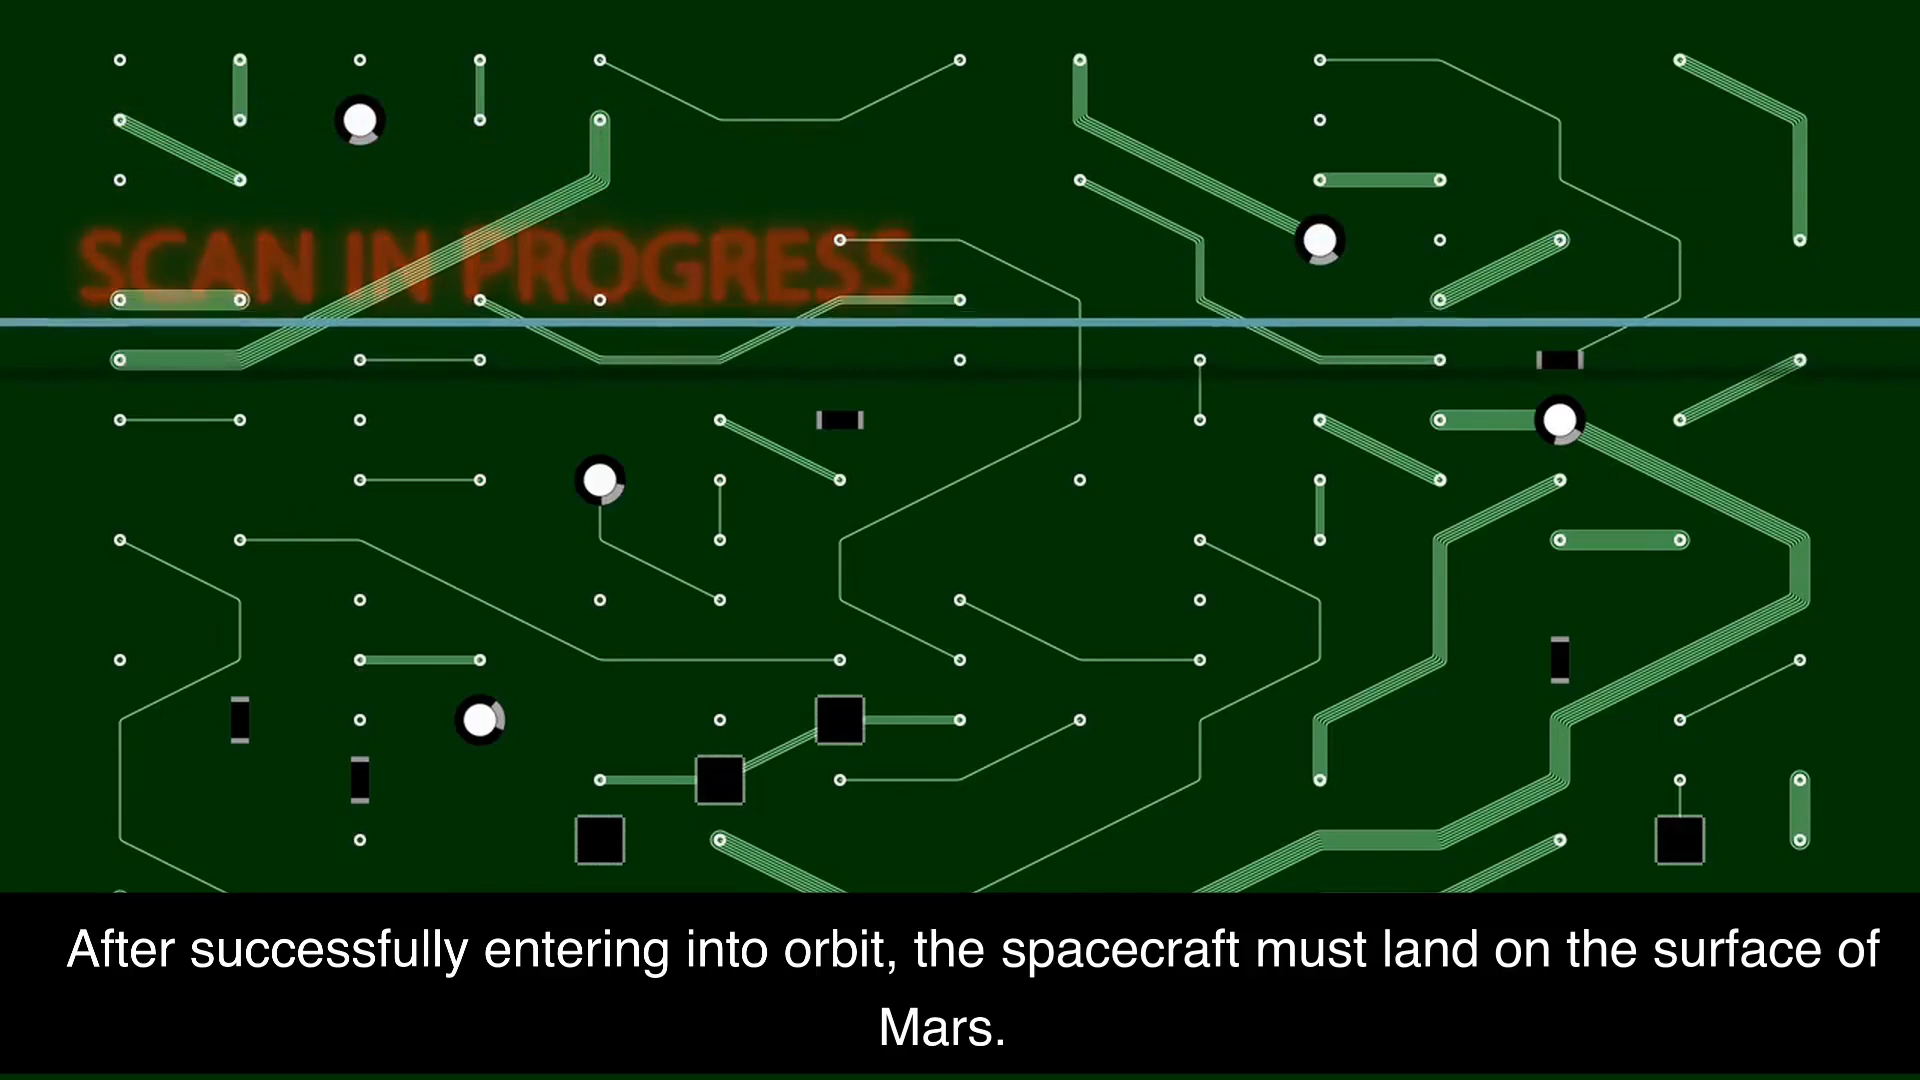 SCAN IN PROGRESS
After successfully entering into orbit, the spacecraft must land on the surface of
Mars.